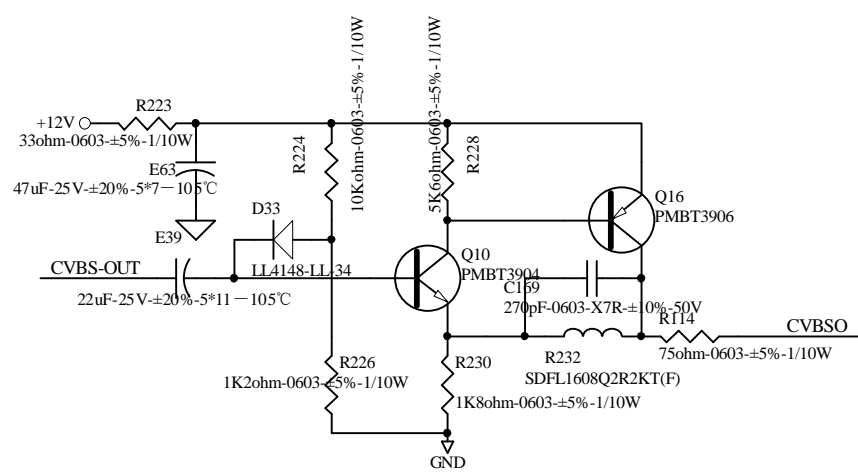 R223
+12V
33ohm-0603-±5%-1/10W
E63
47uF-25V-±20%-5*7－105℃
R224
10Kohm-0603-±5%-1/10W
5K6ohm-0603-±5%-1/10W
R228
Q16
PMBT3906
D33
LL4148-LL-34
E39
CVBS-OUT
22uF-25V-±20%-5*11－105℃
Q10
PMBT3904
C169
270pF-0603-X7R-±10%-50V
R114
CVBSO
75ohm-0603-±5%-1/10W
R232
SDFL1608Q2R2KT(F)
R226
1K2ohm-0603-±5%-1/10W
R230
1K8ohm-0603-±5%-1/10W
GND